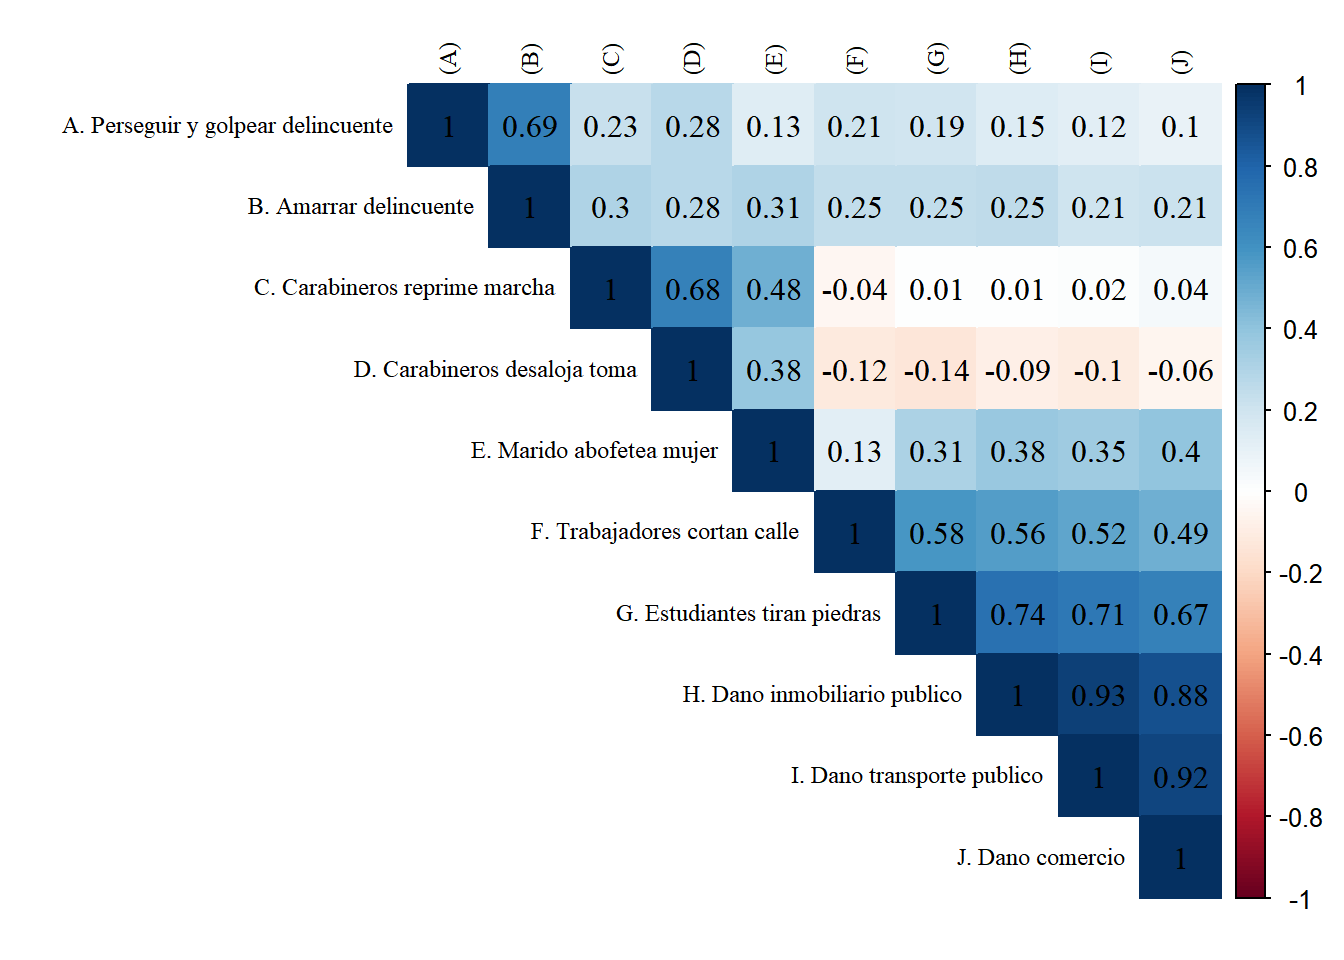 (A) (B) (C) (D) (E) (F) (G) (H) (I) (J)
A. Perseguir y golpear delincuente 1 0.69 0.23 0.28 0.13 0.21 0.19 0.15 0.12 0.1
B. Amarrar delincuente 1 0.3 0.28 0.31 0.25 0.25 0.25 0.21 0.21
C. Carabineros reprime marcha 1 0.68 0.48 -0.04 0.01 0.01 0.02 0.04
D. Carabineros desaloja toma 1 0.38 -0.12 -0.14 -0.09 -0.1 -0.06
E. Marido abofetea mujer 1 0.13 0.31 0.38 0.35 0.4
F. Trabajadores cortan calle 1 0.58 0.56 0.52 0.49
G. Estudiantes tiran piedras 1 0.74 0.71 0.67
H. Dano inmobiliario publico 1 0.93 0.88
I. Dano transporte publico 1 0.92
J. Dano comercio 1
1
0.8
0.6
0.4
0.2
0
-0.2
-0.4
-0.6
-0.8
-1